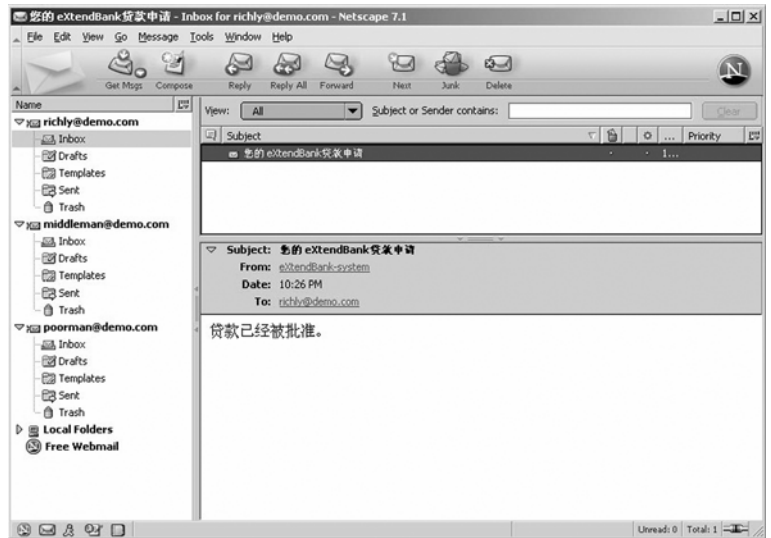 您的 eXtendBank贷款申请 - Inbox for richly@demo.com - Netscape 7.1
File Edit View Go Message Tools Window Help
Get Msgs Compose Reply Reply All Forward Next Junk Delete
N
Name
richly@demo.com
Inbox
Drafts
Templates
Sent
Trash
middleman@demo.com
Inbox
Drafts
Templates
Sent
Trash
poorman@demo.com
Inbox
Drafts
Templates
Sent
Trash
Local Folders
Free Webmail
View: All Subject or Sender contains: Clear
Subject ... Priority
您的 eXtendBank贷款申请 1...
Subject: 您的 eXtendBank贷款申请
From: eXtendBank-system
Date: 10:26 PM
To: richly@demo.com
贷款已经被批准。
Unread: 0 Total: 1